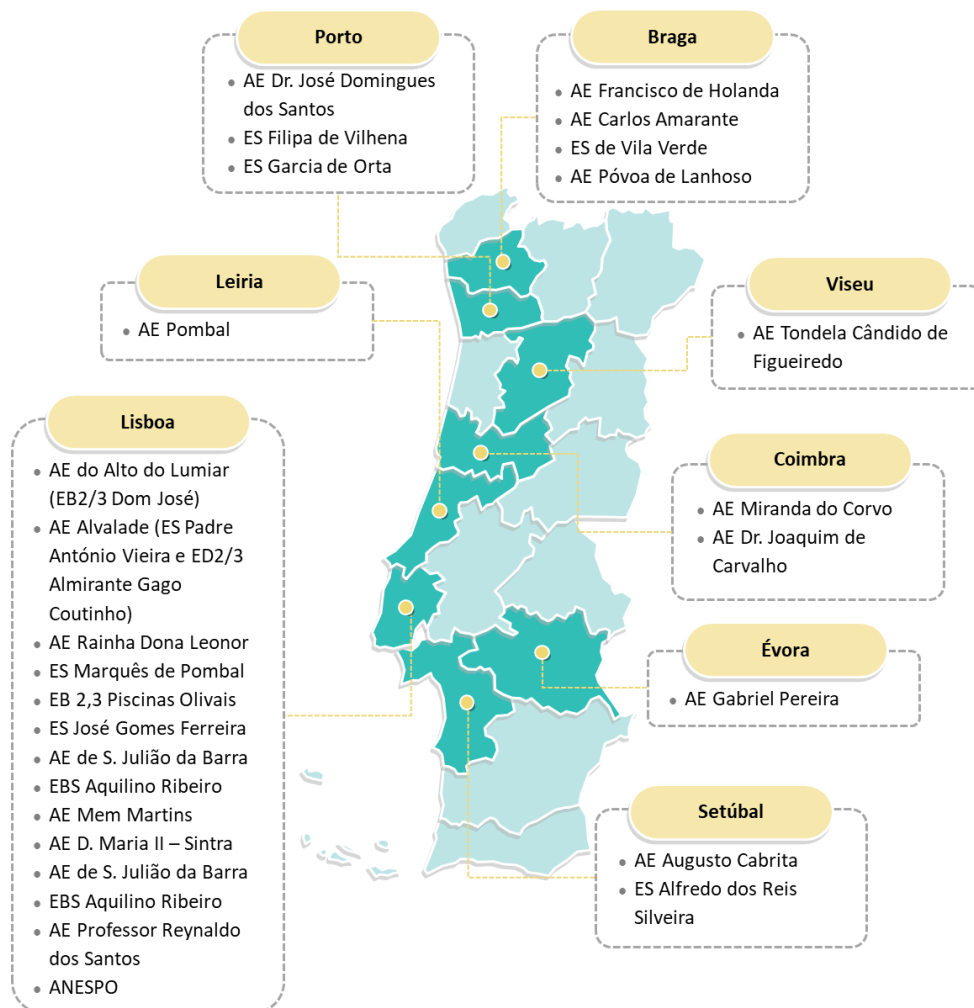 Porto
AE Dr. José Domingues
dos Santos
ES Filipa de Vilhena
ES Garcia de Orta
Braga
AE Francisco de Holanda
AE Carlos Amarante
ES de Vila Verde
AE Póvoa de Lanhoso
Leiria
AE Pombal
Viseu
AE Tondela Cândido de
Figueiredo
Lisboa
AE do Alto do Lumiar
(EB2/3 Dom José)
AE Alvalade (ES Padre
António Vieira e ED2/3
Almirante Gago
Coutinho)
AE Rainha Dona Leonor
ES Marquês de Pombal
EB 2,3 Piscinas Olivais
ES José Gomes Ferreira
AE de S. Julião da Barra
EBS Aquilino Ribeiro
AE Mem Martins
AE D. Maria II – Sintra
AE de S. Julião da Barra
EBS Aquilino Ribeiro
AE Professor Reynaldo
dos Santos
ANESPO
Coimbra
AE Miranda do Corvo
AE Dr. Joaquim de
Carvalho
Évora
AE Gabriel Pereira
Setúbal
AE Augusto Cabrita
ES Alfredo dos Reis
Silveira